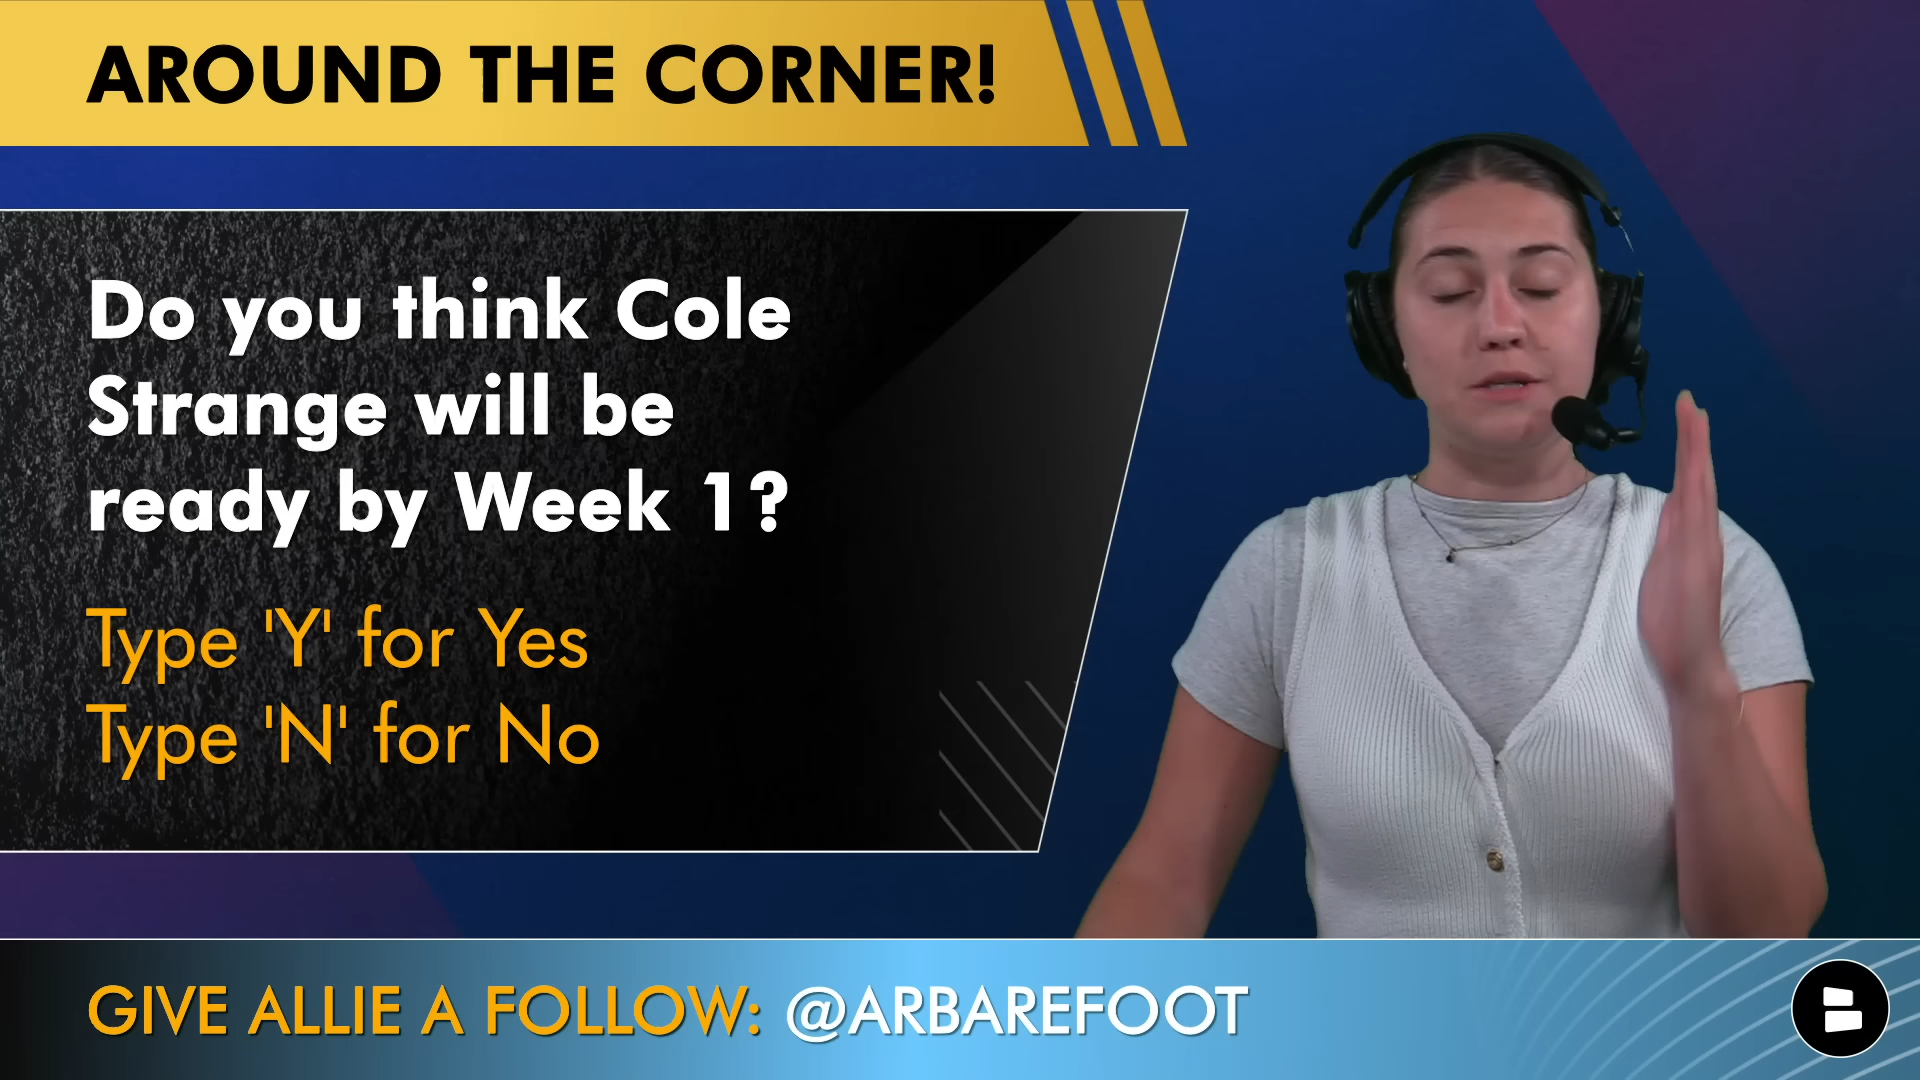 AROUND THE CORNER!
Do you think Cole
Strange will be
ready by Week 1?
Type 'Y' for Yes
Type 'N' for No
GIVE ALLIE A FOLLOW: @ARBAREFOOT